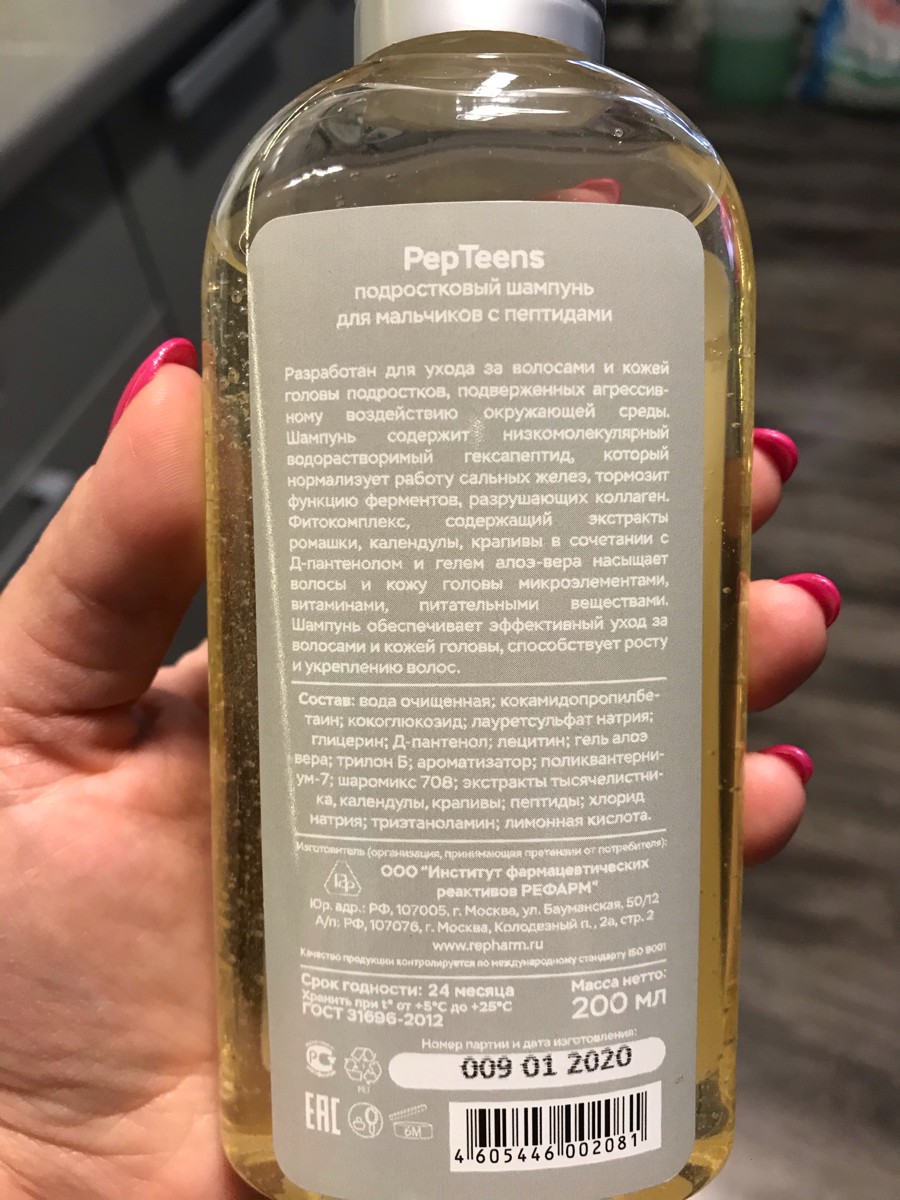 PepTeens
подростковый шампунь
для мальчиков с пептидами
Разработан для ухода за волосами и кожей
головы подростков, подверженных агрессив-
ному воздействию окружающей среды.
Шампунь содержит низкомолекулярный
водорастворимый гексапептид, который
нормализует работу сальных желез, тормозит
функцию ферментов, разрушающих коллаген.
Фитокомплекс, содержащий экстракты
ромашки, календулы, крапивы в сочетании с
Д-пантенолом и гелем алоэ-вера насыщает
волосы и кожу головы микроэлементами,
витаминами, питательными веществами.
Шампунь обеспечивает эффективный уход за
волосами и кожей головы, способствует росту
и укреплению волос.
Состав: вода очищенная; кокамидопропилбе-
таин; кокоглюкозид; лауретсульфат натрия;
глицерин; Д-пантенол; лецитин; гель алоэ
вера; трилон Б; ароматизатор; поликватерни-
ум-7; шаромикс 708; экстракты тысячелистни-
ка, календулы, крапивы; пептиды; хлорид
натрия; триэтаноламин; лимонная кислота.
Изготовитель (организация, принимающая претензии от потребителя):
ООО "Институт фармацевтических
реактивов РЕФАРМ"
Юр. адр.: РФ, 107005, г. Москва, ул. Бауманская, 50/12
А/п: РФ, 107076, г. Москва, Колодезный п., 2а, стр. 2
www.repharm.ru
Качество продукции контролируется по международному стандарту ISO 9001
Срок годности: 24 месяца
Хранить при t° от +5°C до +25°C
ГОСТ 31696-2012
Масса нетто:
200 мл
Номер партии и дата изготовления:
009 01 2020
EAC
6M
4 605446 002081